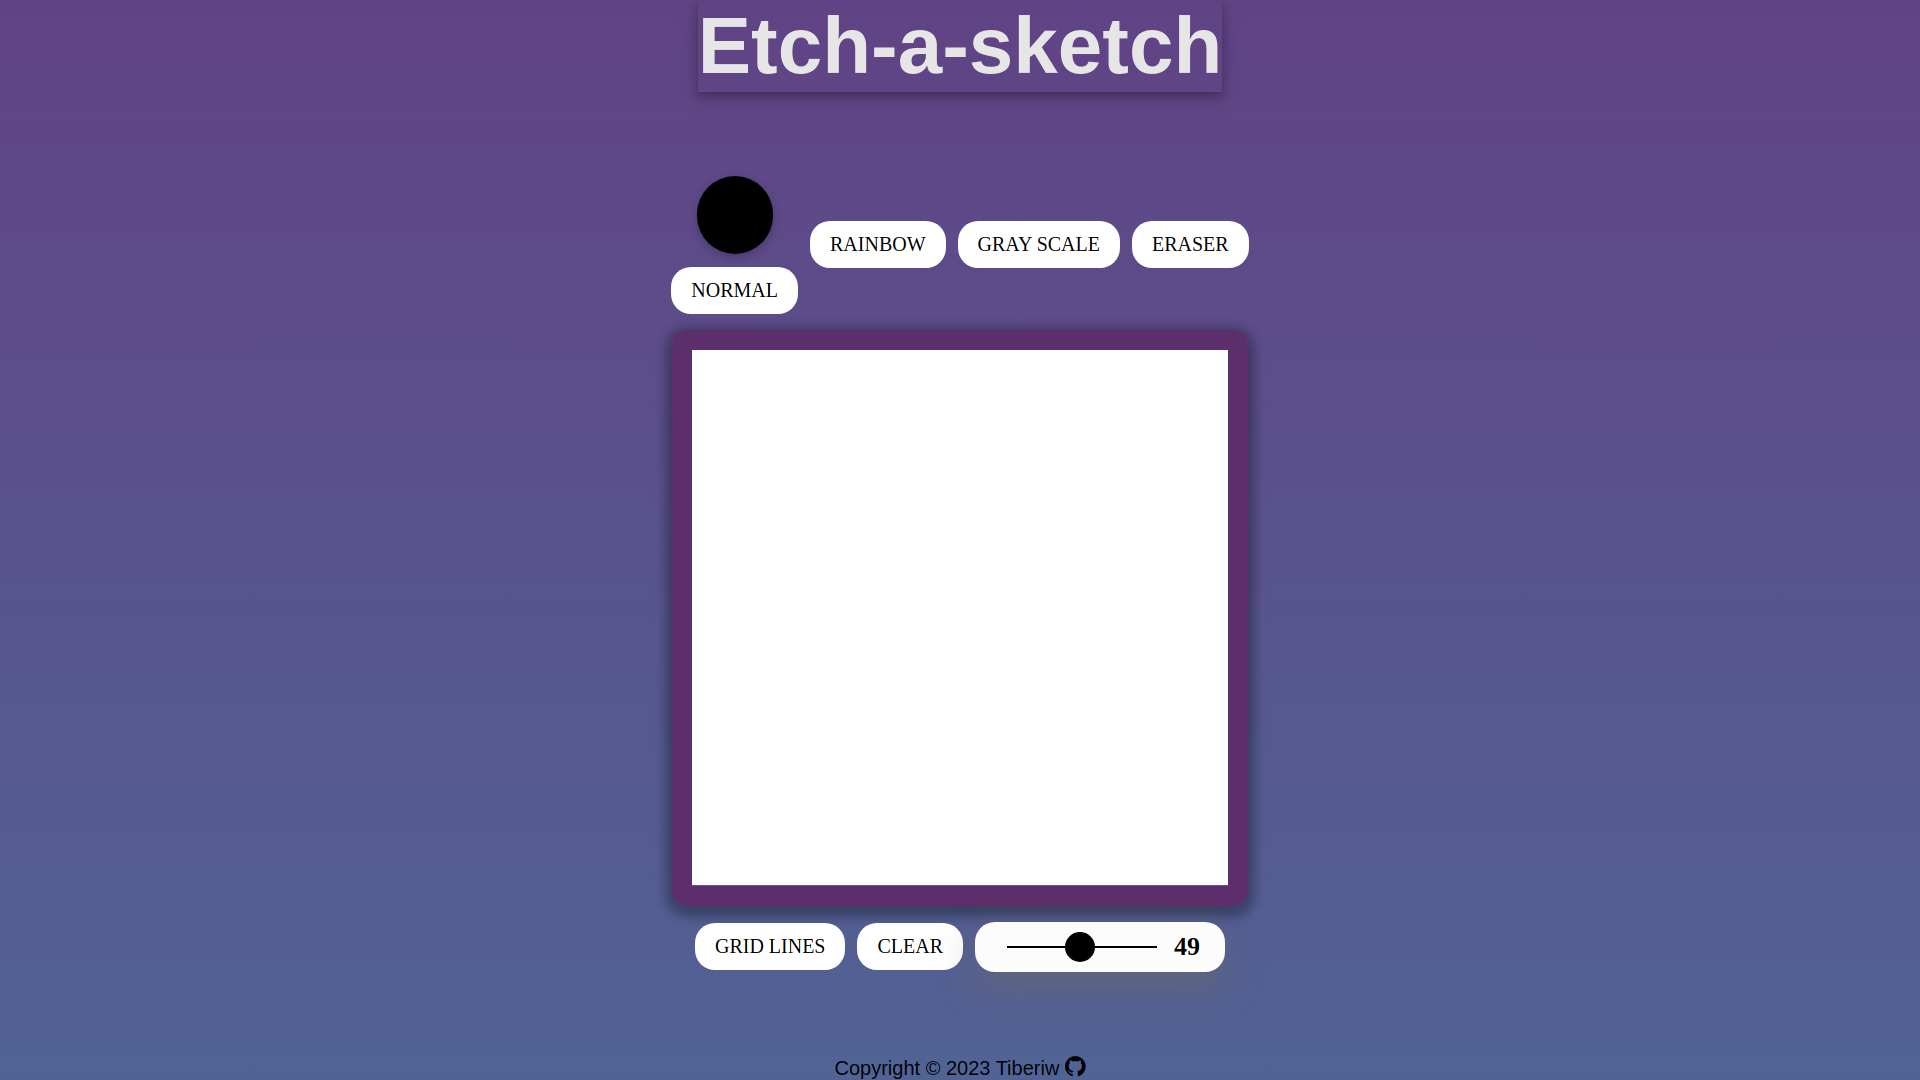 Etch-a-sketch
RAINBOW GRAY SCALE ERASER
NORMAL
GRID LINES CLEAR 49
Copyright © 2023 Tiberiw